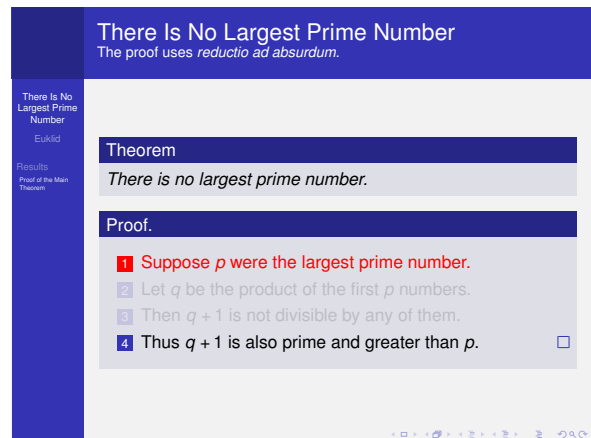 There Is No Largest Prime Number
The proof uses reductio ad absurdum.
There Is No
Largest Prime
Number
Euklid
Results
Proof of the Main
Theorem
Theorem
There is no largest prime number.
Proof.
1 Suppose p were the largest prime number.
2 Let q be the product of the first p numbers.
3 Then q + 1 is not divisible by any of them.
4 Thus q + 1 is also prime and greater than p.